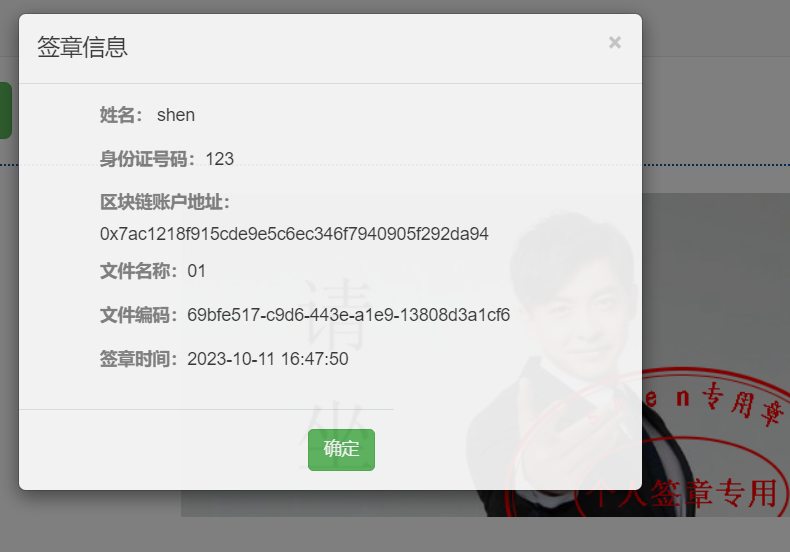 签章信息
×
姓名： shen
身份证号码：123
区块链账户地址：
0x7ac1218f915cde9e5c6ec346f7940905f292da94
文件名称：01
文件编码：69bfe517-c9d6-443e-a1e9-13808d3a1cf6
签章时间：2023-10-11 16:47:50
确定
请
坐
en专用章
个人签章专用